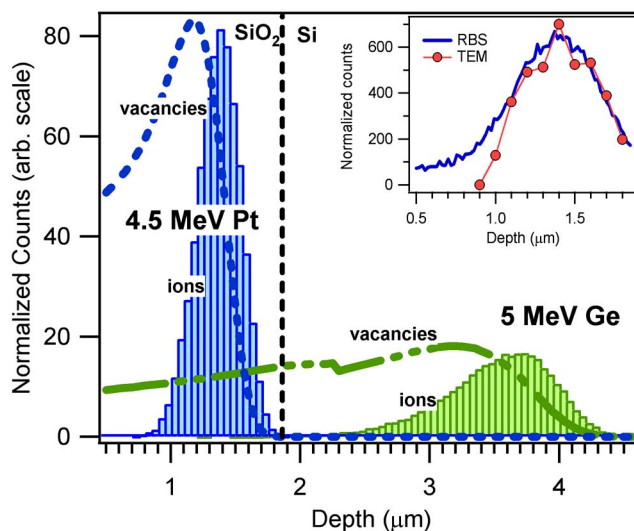 80
60
40
20
0
Normalized Counts (arb. scale)
1
2
3
4
Depth (μm)
SiO2
Si
vacancies
4.5 MeV Pt
ions
vacancies
5 MeV Ge
ions
RBS
TEM
600
400
200
0
Normalized counts
0.5
1.0
1.5
Depth (μm)